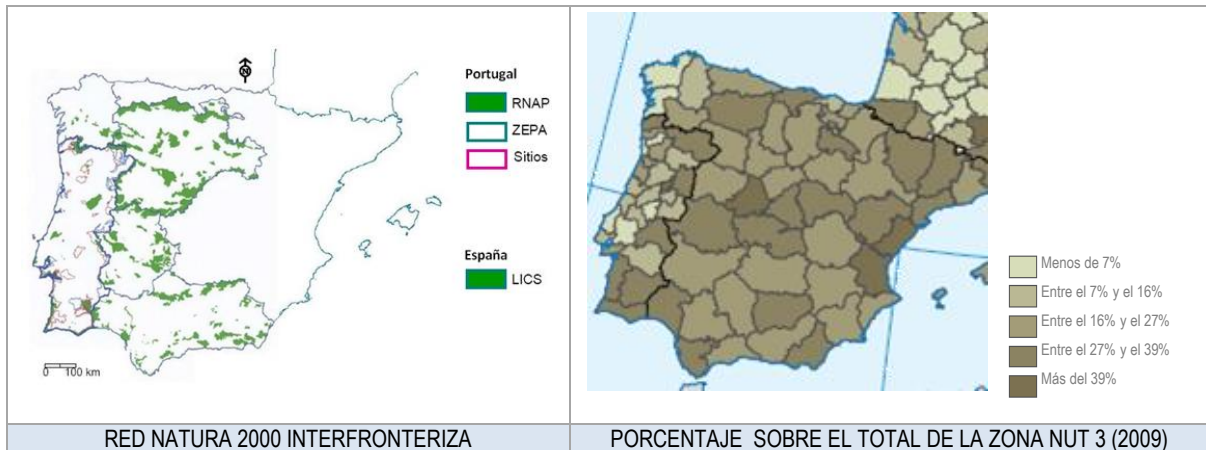 N
Portugal
RNAP
ZEPA
Sitios
España
LICS
0 100 km
Menos de 7%
Entre el 7% y el 16%
Entre el 16% y el 27%
Entre el 27% y el 39%
Más del 39%
RED NATURA 2000 INTERFRONTERIZA
PORCENTAJE SOBRE EL TOTAL DE LA ZONA NUT 3 (2009)